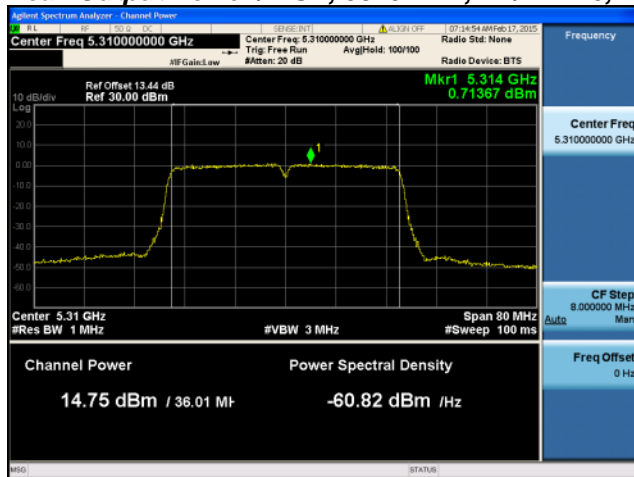 Agilent Spectrum Analyzer - Channel Power
RL RF 50 Ω DC SENSE:INT ALIGN OFF 07:14:54 AM Feb 17, 2015
Center Freq 5.310000000 GHz
Center Freq: 5.310000000 GHz
Radio Std: None
Trig: Free Run Avg|Hold: 100/100
#IFGain:Low #Atten: 20 dB Radio Device: BTS
Frequency
Mkr1 5.314 GHz
0.71367 dBm
Ref Offset 13.44 dB
10 dB/div Ref 30.00 dBm
Log
20.0
10.0
0.00
-10.0
-20.0
-30.0
-40.0
-50.0
-60.0
1
Center 5.31 GHz Span 80 MHz
#Res BW 1 MHz #VBW 3 MHz #Sweep 100 ms
Channel Power Power Spectral Density
14.75 dBm / 36.01 MH -60.82 dBm /Hz
Center Freq
5.310000000 GHz
CF Step
8.000000 MHz
Auto Man
Freq Offset
0 Hz
MSG STATUS